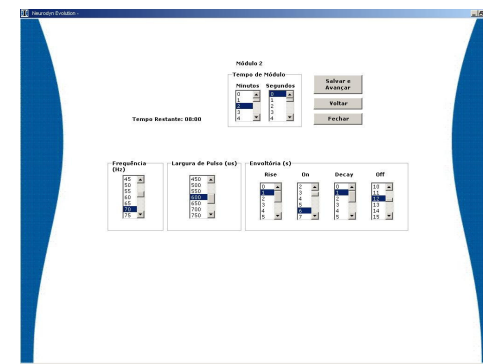 Neurodyn Evolution -
Módulo 2
Tempo de Módulo
Minutos Segundos
0 0
1 1
2 2
3 3
4 4
Salvar e
Avançar
Voltar
Fechar
Tempo Restante: 08:00
Frequência
(Hz)
45
50
55
60
65
70
75
Largura de Pulso (us)
450
500
550
600
650
700
750
Envoltória (s)
Rise On Decay Off
0 2 0 10
1 3 1 11
2 4 2 12
3 5 3 13
4 6 4 14
5 7 5 15